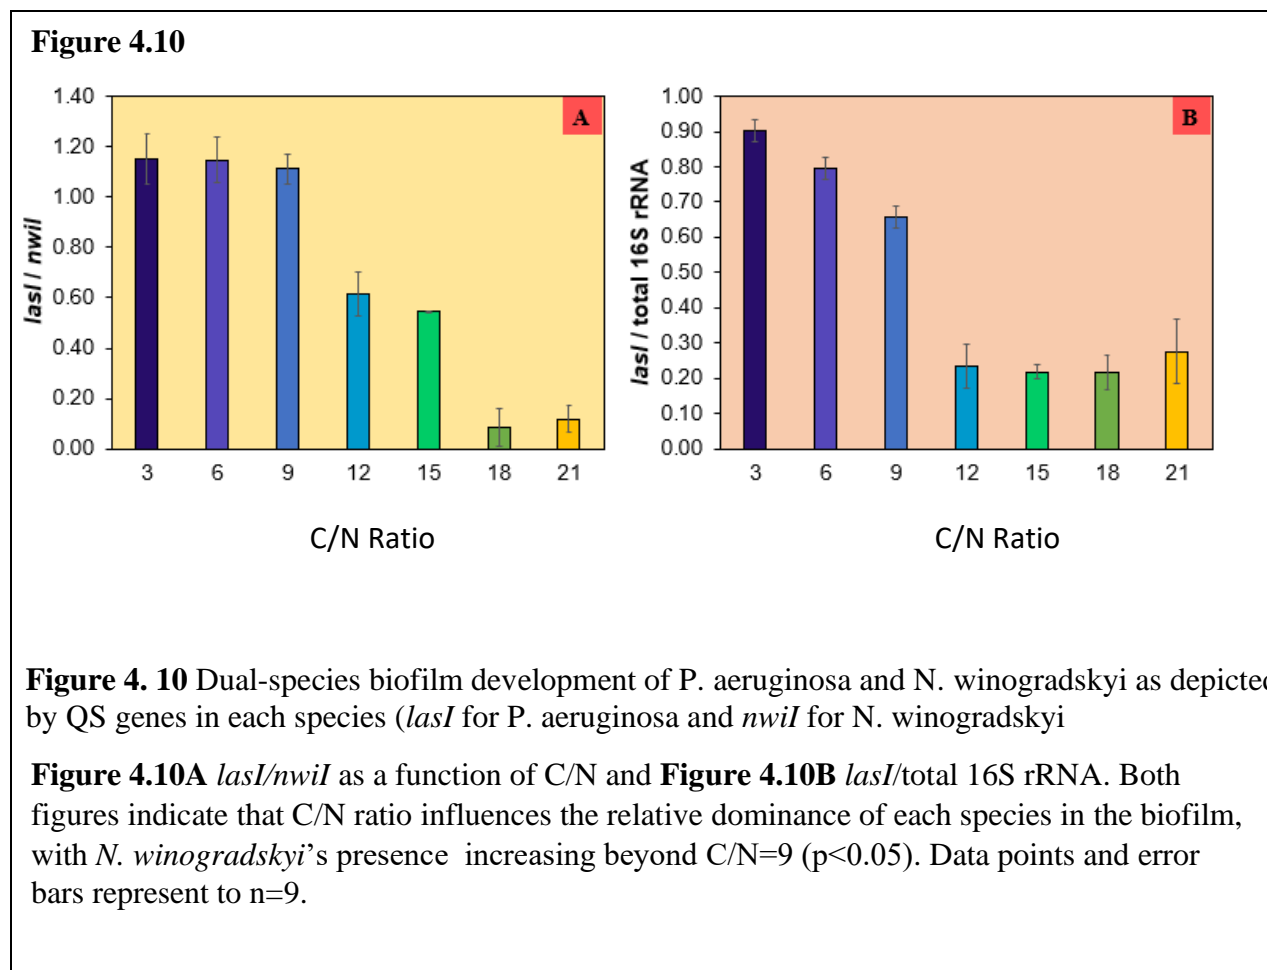 Figure 4.10
A
1.40
1.20
1.00
0.80
0.60
0.40
0.20
0.00
lasI / nwiI
3 6 9 12 15 18 21
C/N Ratio
B
1.00
0.90
0.80
0.70
0.60
0.50
0.40
0.30
0.20
0.10
0.00
lasI / total 16S rRNA
3 6 9 12 15 18 21
C/N Ratio
Figure 4. 10 Dual-species biofilm development of P. aeruginosa and N. winogradskyi as depicted
by QS genes in each species (lasI for P. aeruginosa and nwiI for N. winogradskyi
Figure 4.10A lasI/nwiI as a function of C/N and Figure 4.10B lasI/total 16S rRNA. Both
figures indicate that C/N ratio influences the relative dominance of each species in the biofilm,
with N. winogradskyi’s presence increasing beyond C/N=9 (p<0.05). Data points and error
bars represent to n=9.